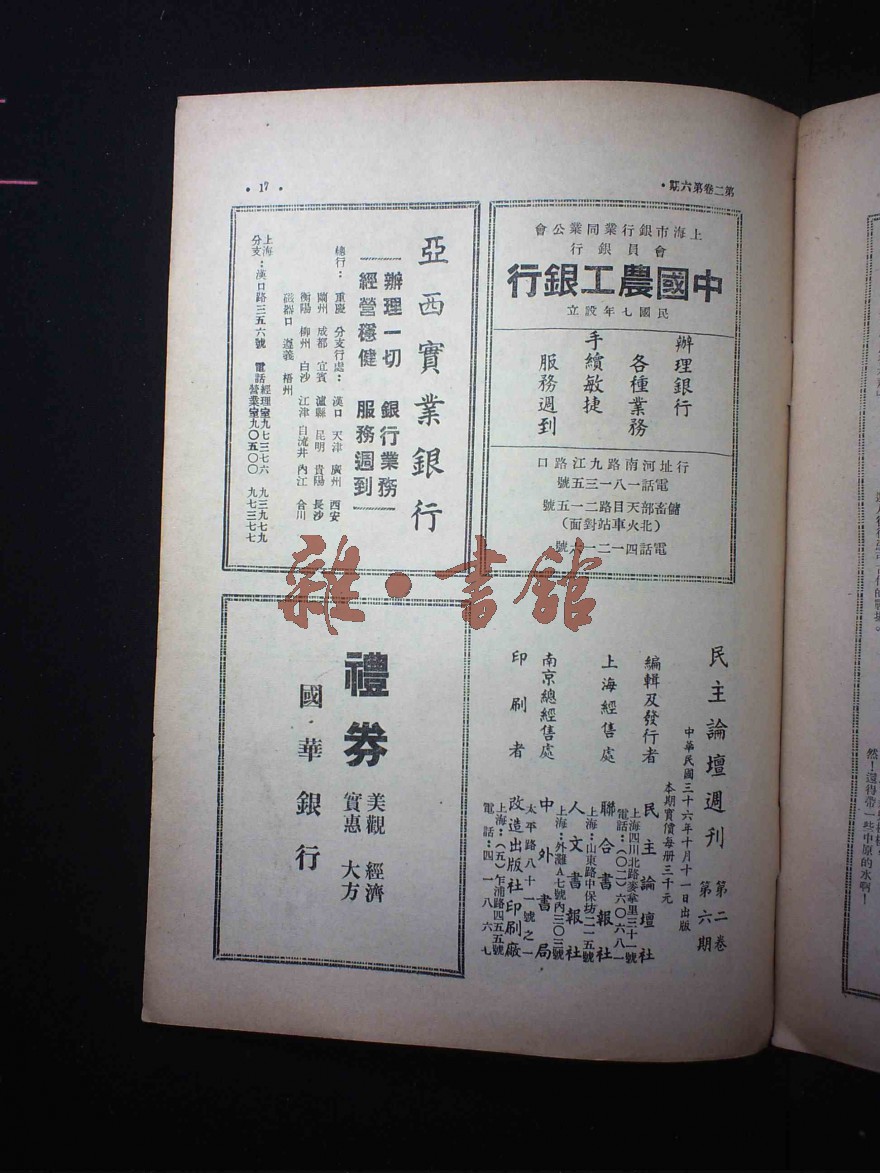 第二卷第六期•
• 17 •
上海市銀行業同業公會
會員銀行
中國農工銀行
民國七年設立
辦理銀行
各種業務
手續敏捷
服務週到
行址河南路九江路口
電話一八一三五號
儲蓄部天目路二一五號
(北火車站對面)
電話四一二一號
亞西實業銀行
辦理一切 銀行業務
經營穩健 服務週到
總行:重慶 分支行處:漢口 天津 廣州 西安
蘭州 成都 宜賓 瀘縣 昆明 貴陽 長沙
衡陽 柳州 白沙 江津 自流井 內江 合川
磁器口 遵義 梧州
上海分支:漢口路三五六號 電話 經理室九七三七六 九三九七九
營業室九〇五〇〇 九七三七七
民主論壇週刊 第二卷 第六期
中華民國三十六年十月十一日出版
本期實價每册三千元
編輯及發行者 民主論壇社
上海四川北路麥拿里三十一號
電話:(〇二)六〇六八一
上海經售處 聯合書報社
上海:山東路中保坊二一五號
人文書報社
上海:外灘A七號內三〇三號
南京總經售處 中外書局
太平路八十一號之一
印刷者 改造出版社印刷廠
上海:(五)乍浦路四五五號
電話:四一八六七
禮券
美觀 經濟
實惠 大方
國•華銀行
雜•書館
然!還得帶一些中原的水啊!